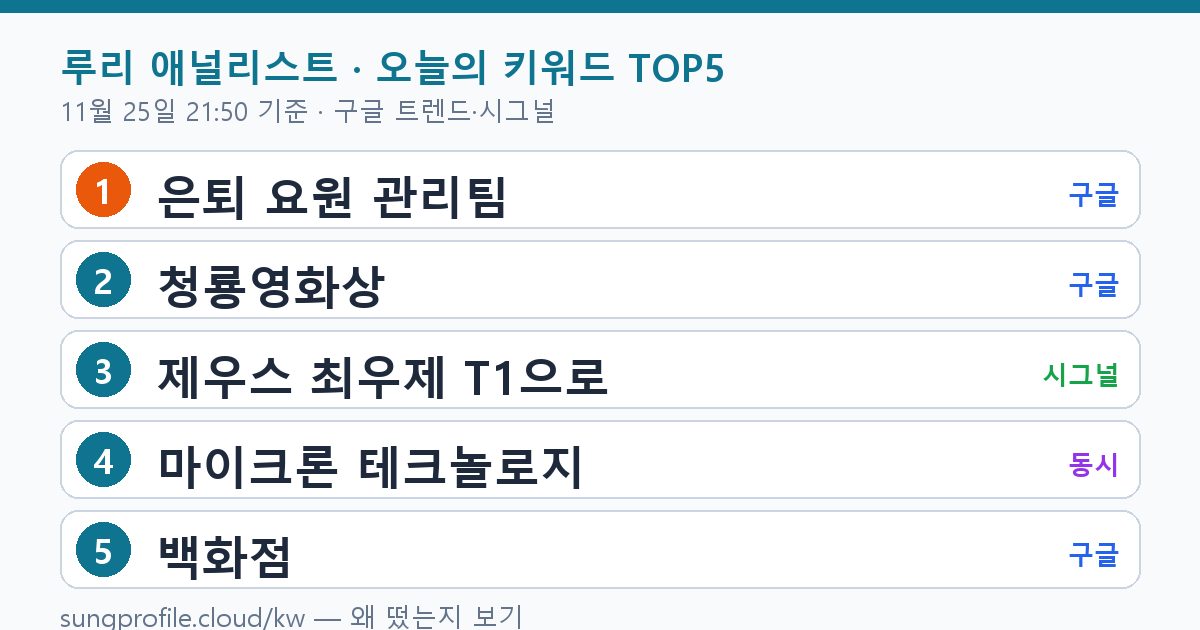 루리 애널리스트 · 오늘의 키워드 TOP5
11월 25일 21:50 기준 · 구글 트렌드·시그널
1 은퇴 요원 관리팀 구글
2 청룡영화상 구글
3 제우스 최우제 T1으로 시그널
4 마이크론 테크놀로지 동시
5 백화점 구글
sungprofile.cloud/kw — 왜 떴는지 보기